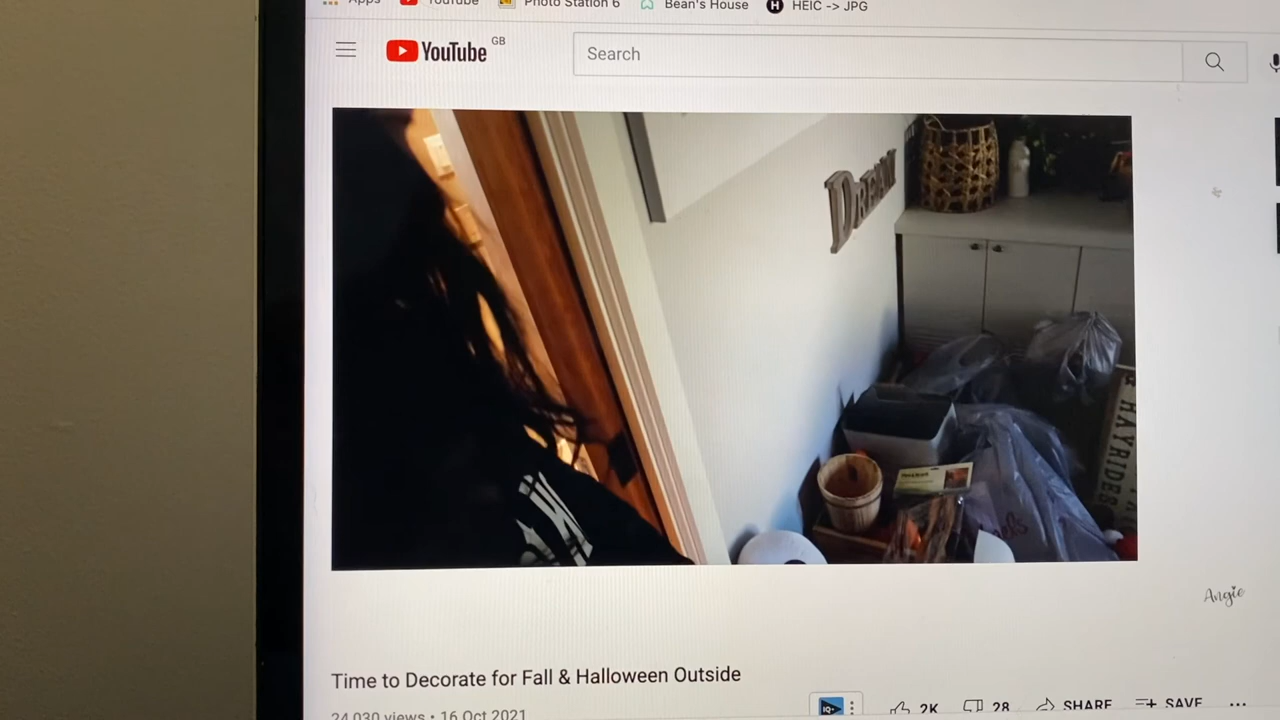 Apps YouTube Photo Station 6 Bean's House H HEIC -> JPG
YouTube GB
Search
DREAM
HAYRIDES
Angie
Time to Decorate for Fall & Halloween Outside
24,030 views • 16 Oct 2021
IQ
2K
28
SHARE
SAVE